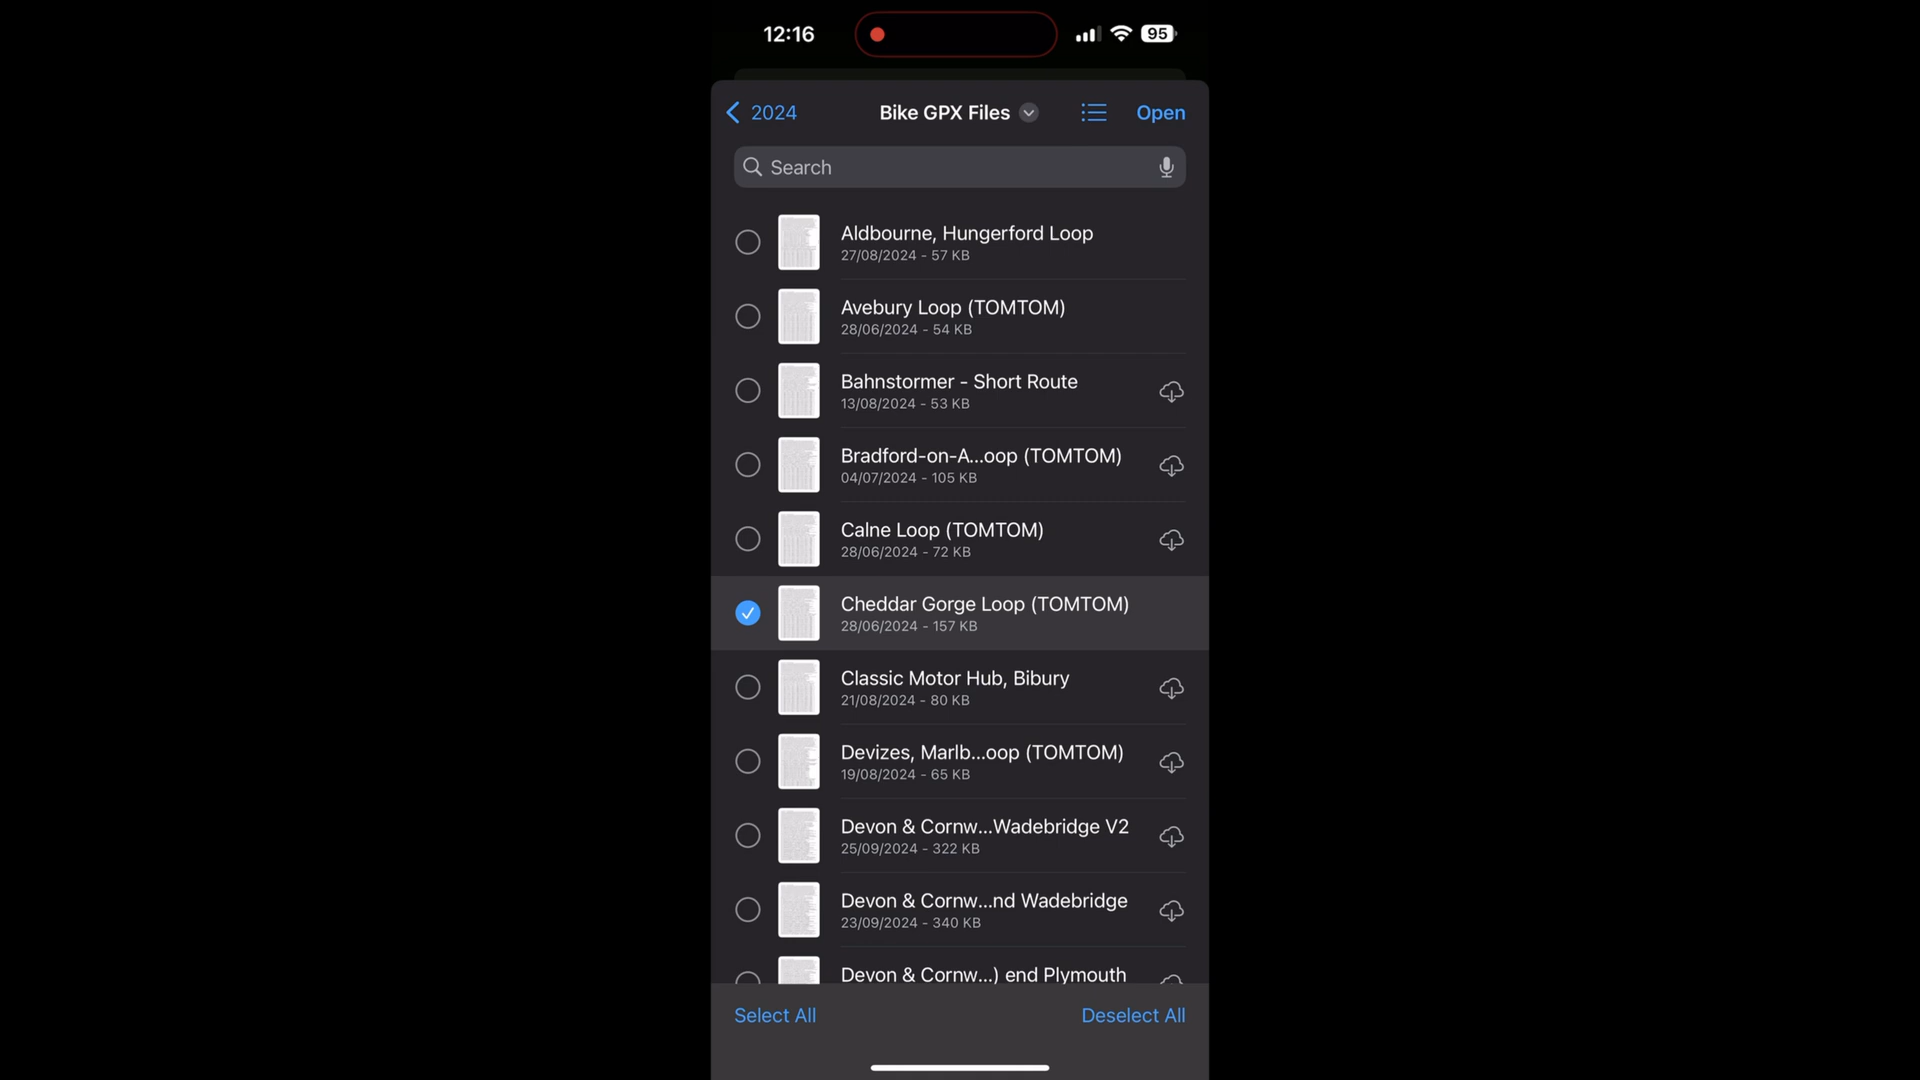 12:16
95
2024
Bike GPX Files
Open
Search
Aldbourne, Hungerford Loop
27/08/2024 - 57 KB
Avebury Loop (TOMTOM)
28/06/2024 - 54 KB
Bahnstormer - Short Route
13/08/2024 - 53 KB
Bradford-on-A...oop (TOMTOM)
04/07/2024 - 105 KB
Calne Loop (TOMTOM)
28/06/2024 - 72 KB
Cheddar Gorge Loop (TOMTOM)
28/06/2024 - 157 KB
Classic Motor Hub, Bibury
21/08/2024 - 80 KB
Devizes, Marlb...oop (TOMTOM)
19/08/2024 - 65 KB
Devon & Cornw...Wadebridge V2
25/09/2024 - 322 KB
Devon & Cornw...nd Wadebridge
23/09/2024 - 340 KB
Devon & Cornw...) end Plymouth
Select All
Deselect All